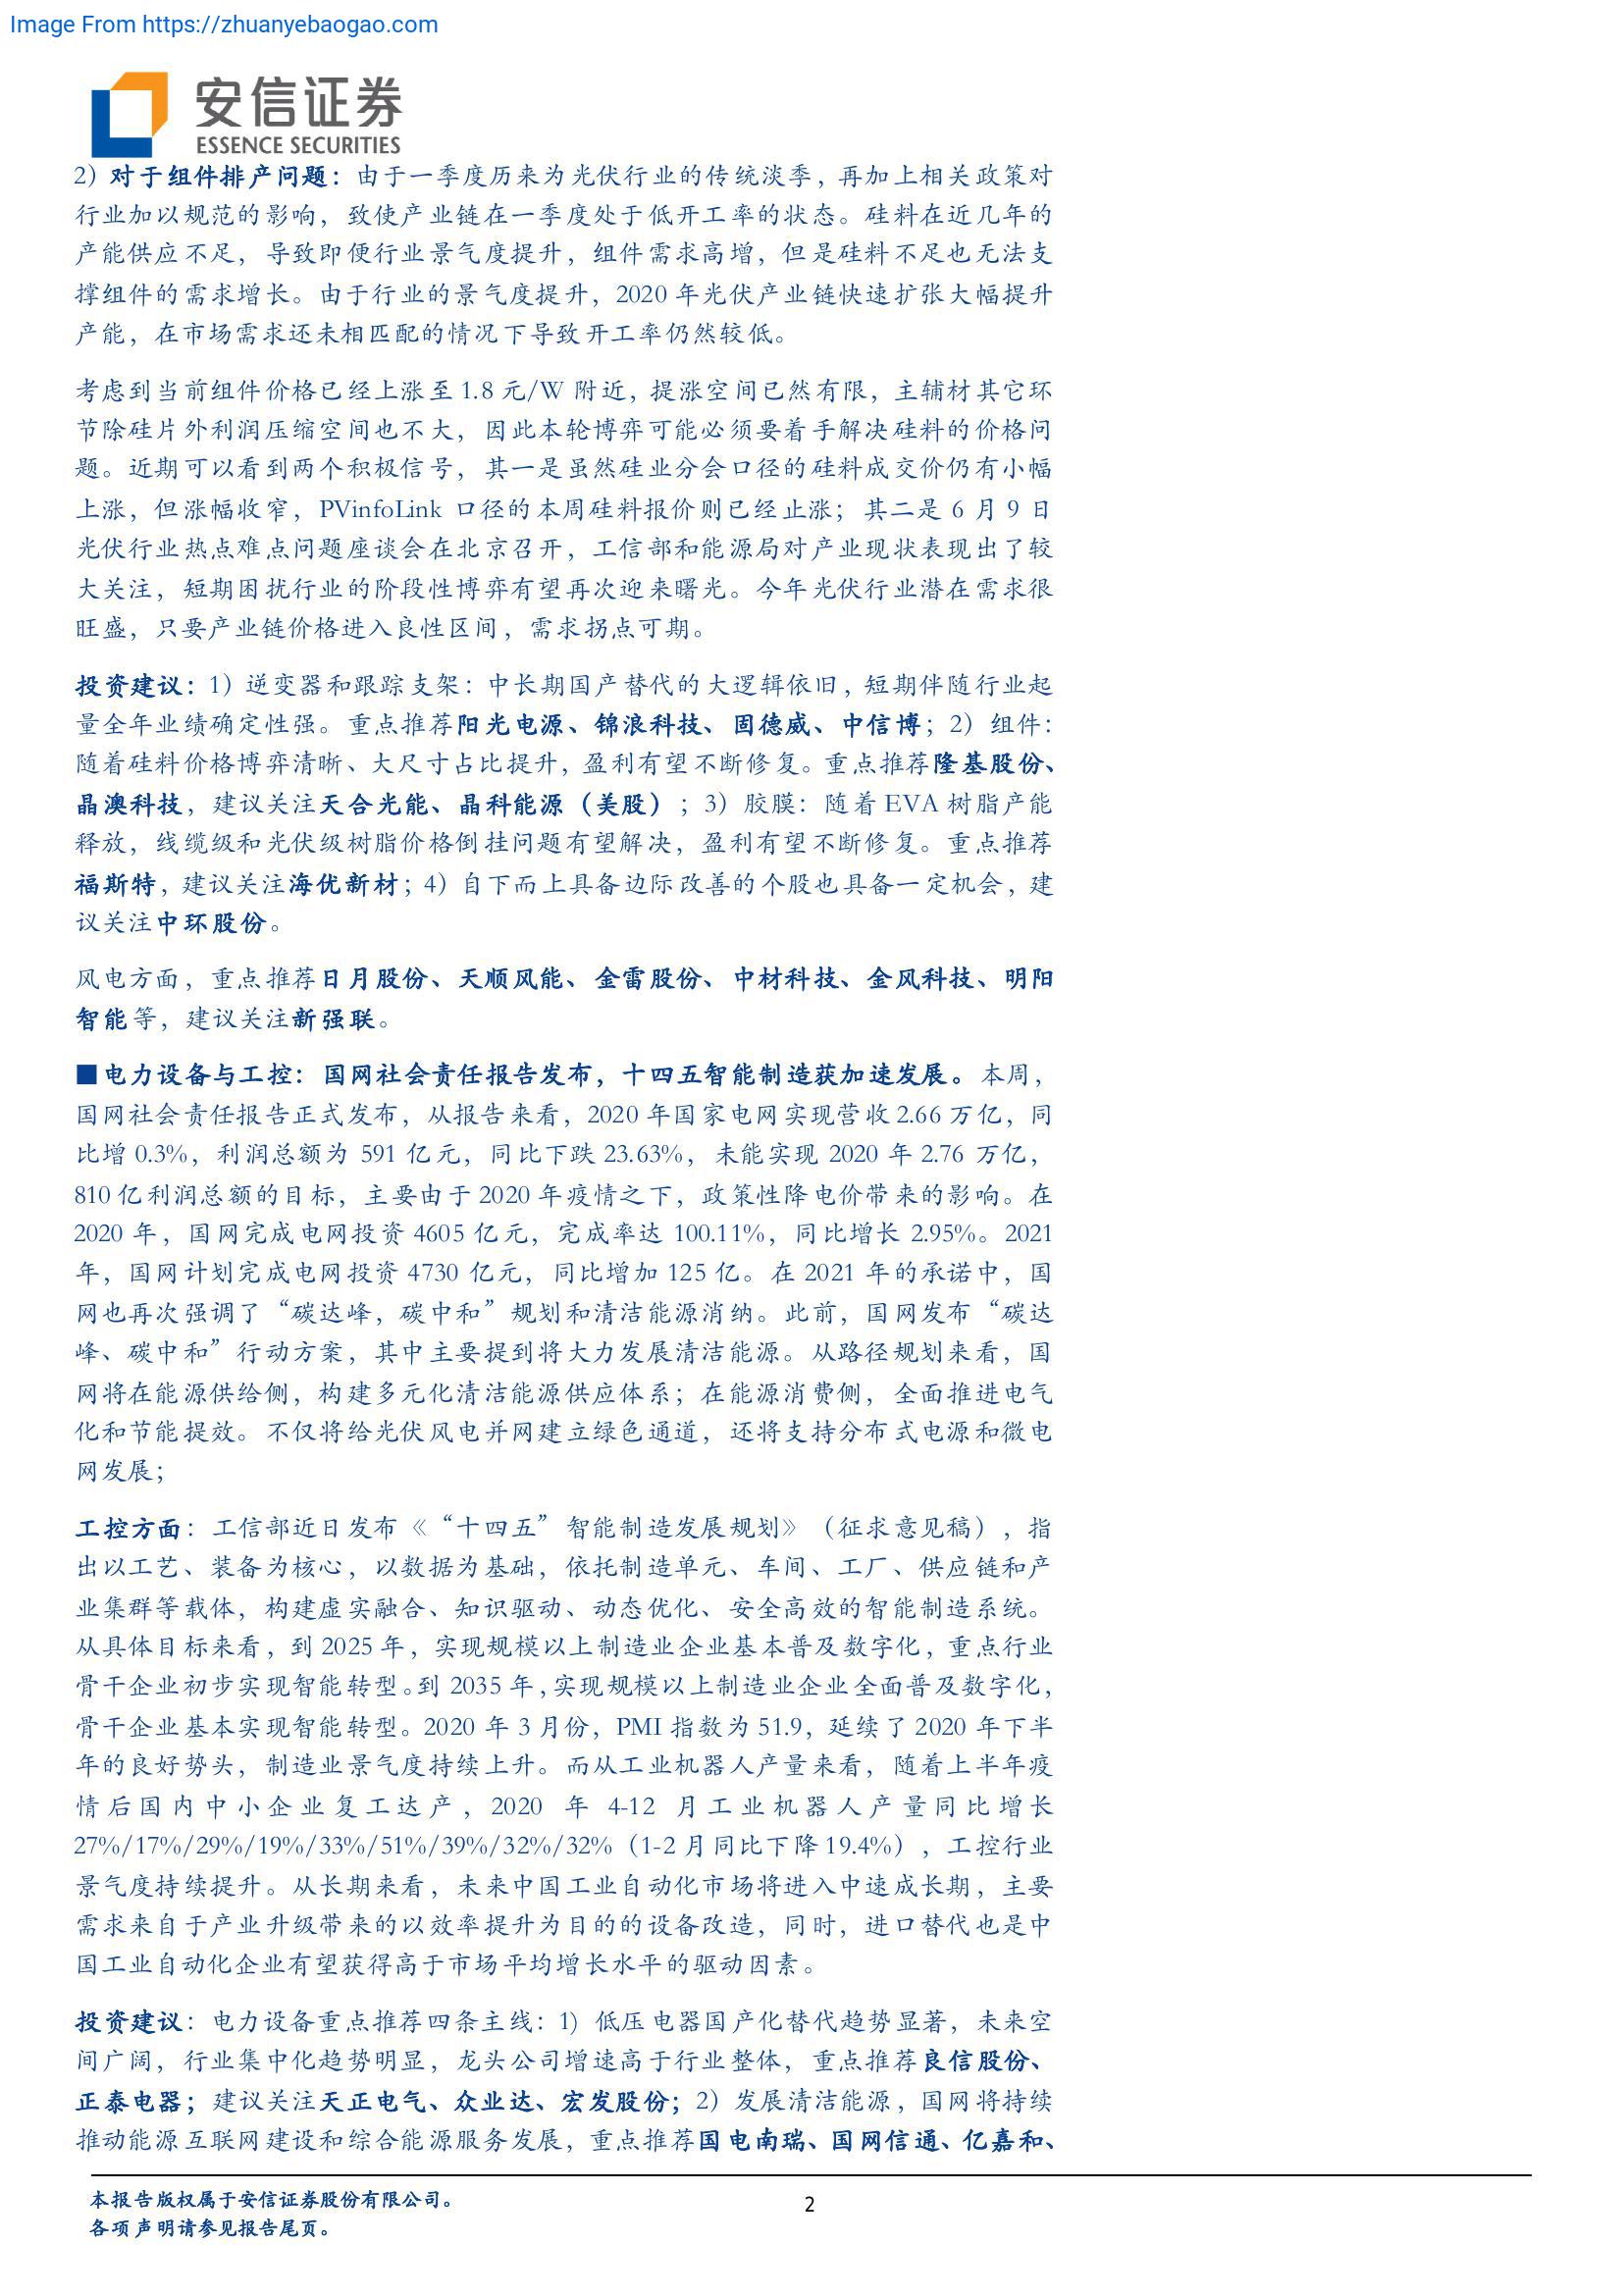 Image From https://zhuanyebaogao.com
安信证券
ESSENCE SECURITIES
2）对于组件排产问题：由于一季度历来为光伏行业的传统淡季，再加上相关政策对
行业加以规范的影响，致使产业链在一季度处于低开工率的状态。硅料在近几年的
产能供应不足，导致即便行业景气度提升，组件需求高增，但是硅料不足也无法支
撑组件的需求增长。由于行业的景气度提升，2020 年光伏产业链快速扩张大幅提升
产能，在市场需求还未相匹配的情况下导致开工率仍然较低。
考虑到当前组件价格已经上涨至 1.8 元/W 附近，提涨空间已然有限，主辅材其它环
节除硅片外利润压缩空间也不大，因此本轮博弈可能必须要着手解决硅料的价格问
题。近期可以看到两个积极信号，其一是虽然硅业分会口径的硅料成交价仍有小幅
上涨，但涨幅收窄，PVinfoLink 口径的本周硅料报价则已经止涨；其二是 6 月 9 日
光伏行业热点难点问题座谈会在北京召开，工信部和能源局对产业现状表现出了较
大关注，短期困扰行业的阶段性博弈有望再次迎来曙光。今年光伏行业潜在需求很
旺盛，只要产业链价格进入良性区间，需求拐点可期。
投资建议：1）逆变器和跟踪支架：中长期国产替代的大逻辑依旧，短期伴随行业起
量全年业绩确定性强。重点推荐阳光电源、锦浪科技、固德威、中信博；2）组件：
随着硅料价格博弈清晰、大尺寸占比提升，盈利有望不断修复。重点推荐隆基股份、
晶澳科技，建议关注天合光能、晶科能源（美股）；3）胶膜：随着 EVA 树脂产能
释放，线缆级和光伏级树脂价格倒挂问题有望解决，盈利有望不断修复。重点推荐
福斯特，建议关注海优新材；4）自下而上具备边际改善的个股也具备一定机会，建
议关注中环股份。
风电方面，重点推荐日月股份、天顺风能、金雷股份、中材科技、金风科技、明阳
智能等，建议关注新强联。
■电力设备与工控：国网社会责任报告发布，十四五智能制造获加速发展。本周，
国网社会责任报告正式发布，从报告来看，2020 年国家电网实现营收 2.66 万亿，同
比增 0.3%，利润总额为 591 亿元，同比下跌 23.63%，未能实现 2020 年 2.76 万亿，
810 亿利润总额的目标，主要由于 2020 年疫情之下，政策性降电价带来的影响。在
2020 年，国网完成电网投资 4605 亿元，完成率达 100.11%，同比增长 2.95%。2021
年，国网计划完成电网投资 4730 亿元，同比增加 125 亿。在 2021 年的承诺中，国
网也再次强调了“碳达峰，碳中和”规划和清洁能源消纳。此前，国网发布“碳达
峰、碳中和”行动方案，其中主要提到将大力发展清洁能源。从路径规划来看，国
网将在能源供给侧，构建多元化清洁能源供应体系；在能源消费侧，全面推进电气
化和节能提效。不仅将给光伏风电并网建立绿色通道，还将支持分布式电源和微电
网发展；
工控方面：工信部近日发布《“十四五”智能制造发展规划》（征求意见稿），指
出以工艺、装备为核心，以数据为基础，依托制造单元、车间、工厂、供应链和产
业集群等载体，构建虚实融合、知识驱动、动态优化、安全高效的智能制造系统。
从具体目标来看，到 2025 年，实现规模以上制造业企业基本普及数字化，重点行业
骨干企业初步实现智能转型。到 2035 年，实现规模以上制造业企业全面普及数字化，
骨干企业基本实现智能转型。2020 年 3 月份，PMI 指数为 51.9，延续了 2020 年下半
年的良好势头，制造业景气度持续上升。而从工业机器人产量来看，随着上半年疫
情后国内中小企业复工达产，2020 年 4-12 月工业机器人产量同比增长
27%/17%/29%/19%/33%/51%/39%/32%/32%（1-2 月同比下降 19.4%），工控行业
景气度持续提升。从长期来看，未来中国工业自动化市场将进入中速成长期，主要
需求来自于产业升级带来的以效率提升为目的的设备改造，同时，进口替代也是中
国工业自动化企业有望获得高于市场平均增长水平的驱动因素。
投资建议：电力设备重点推荐四条主线：1）低压电器国产化替代趋势显著，未来空
间广阔，行业集中化趋势明显，龙头公司增速高于行业整体，重点推荐良信股份、
正泰电器；建议关注天正电气、众业达、宏发股份；2）发展清洁能源，国网将持续
推动能源互联网建设和综合能源服务发展，重点推荐国电南瑞、国网信通、亿嘉和、
本报告版权属于安信证券股份有限公司。
各项声明请参见报告尾页。
2